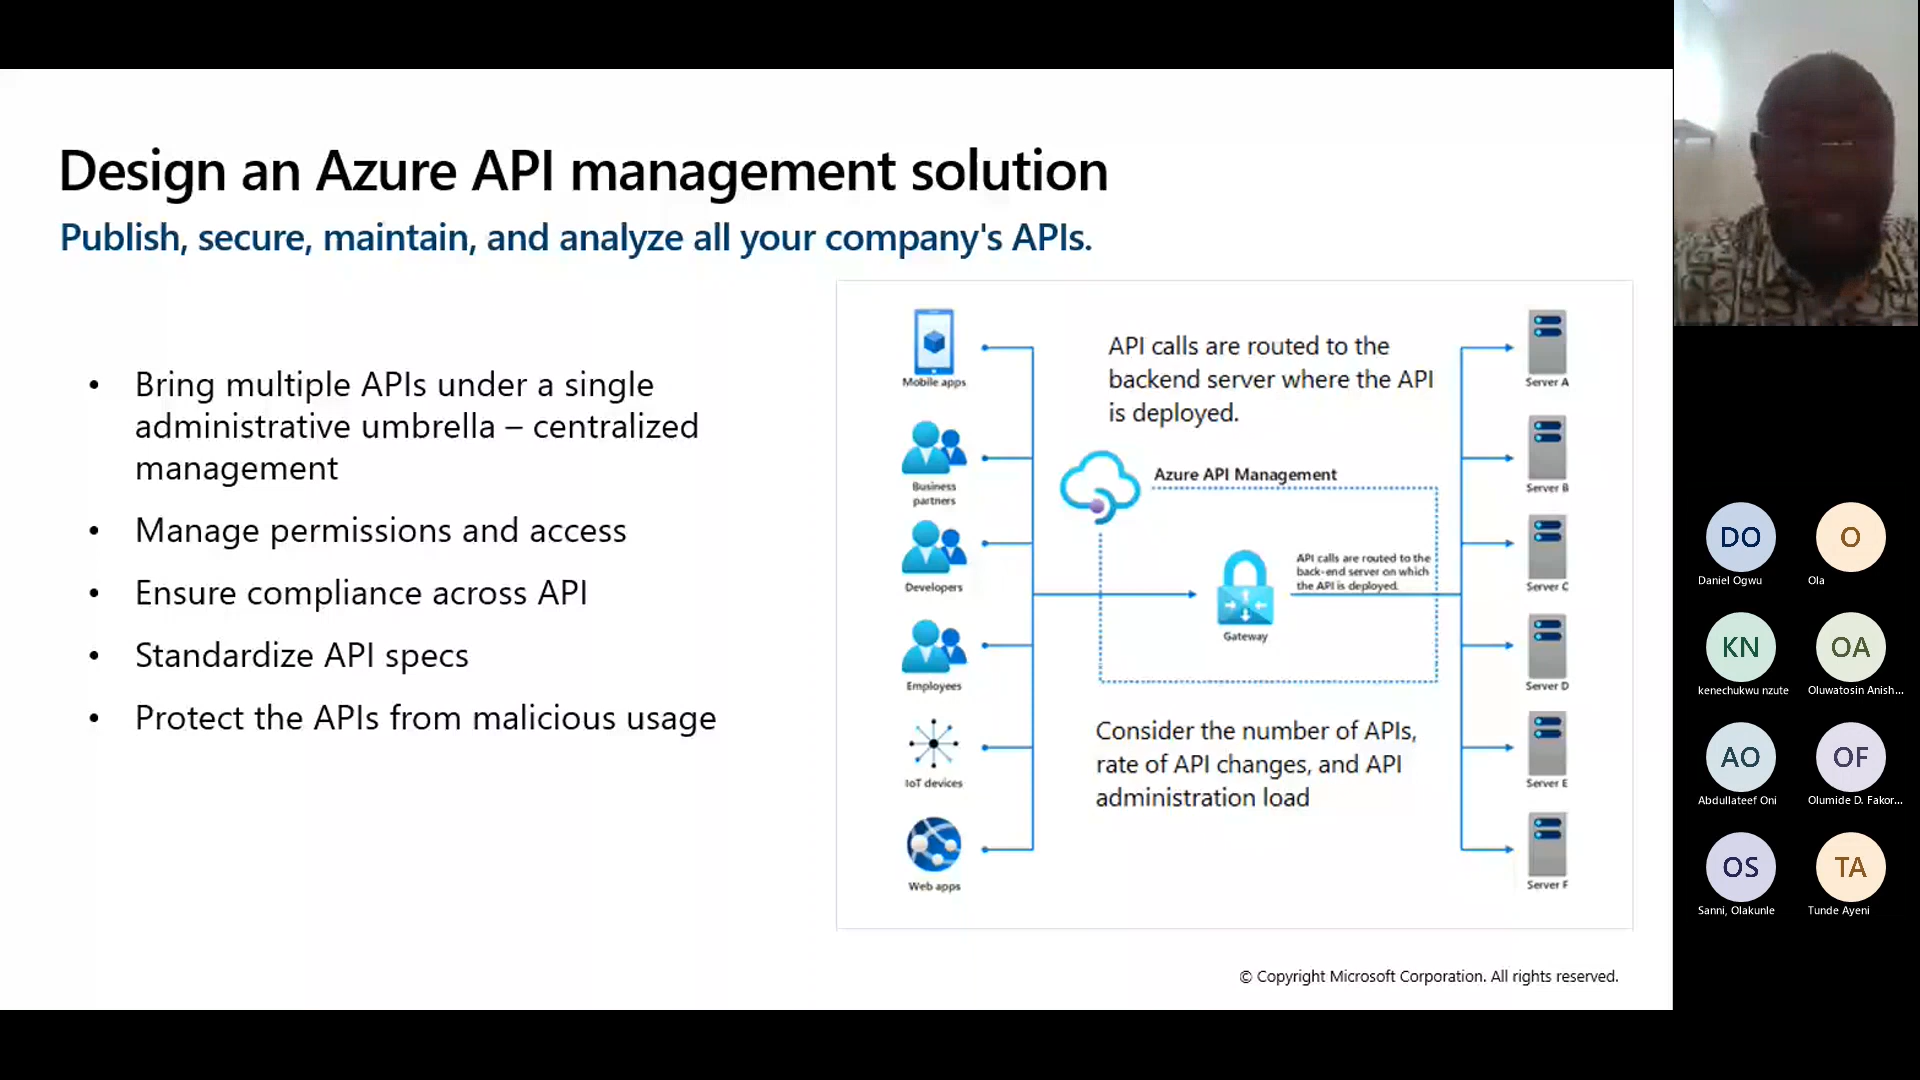 Design an Azure API management solution
Publish, secure, maintain, and analyze all your company's APIs.
• Bring multiple APIs under a single
administrative umbrella – centralized
management
• Manage permissions and access
• Ensure compliance across API
• Standardize API specs
• Protect the APIs from malicious usage
Mobile apps
Business
partners
Developers
Employees
IoT devices
Web apps
API calls are routed to the
backend server where the API
is deployed.
Azure API Management
API calls are routed to the
back-end server on which
the API is deployed.
Gateway
Consider the number of APIs,
rate of API changes, and API
administration load
Server A
Server B
Server C
Server D
Server E
Server F
© Copyright Microsoft Corporation. All rights reserved.
DO
Daniel Ogwu
O
Ola
KN
kenechukwu nzute
OA
Oluwatosin Anish...
AO
Abdullateef Oni
OF
Olumide D. Fakor...
OS
Sanni, Olakunle
TA
Tunde Ayeni